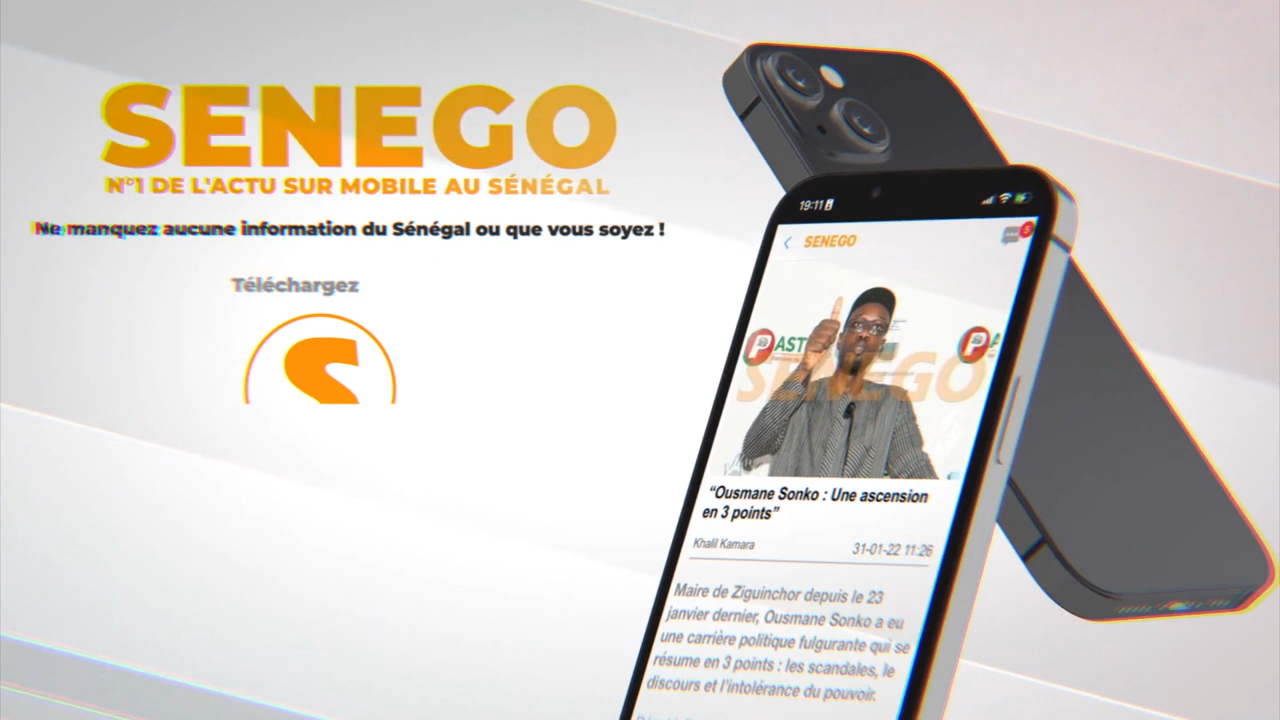 SENEGO
N°1 DE L'ACTU SUR MOBILE AU SÉNÉGAL
Ne manquez aucune information du Sénégal ou que vous soyez !
Téléchargez
S
19:11
SENEGO
5
PAST
P
A
SENEGO
“Ousmane Sonko : Une ascension
en 3 points”
Khalil Kamara
31-01-22 11:26
Maire de Ziguinchor depuis le 23
janvier dernier, Ousmane Sonko a eu
une carrière politique fulgurante qui se
résume en 3 points : les scandales, le
discours et l'intolérance du pouvoir.